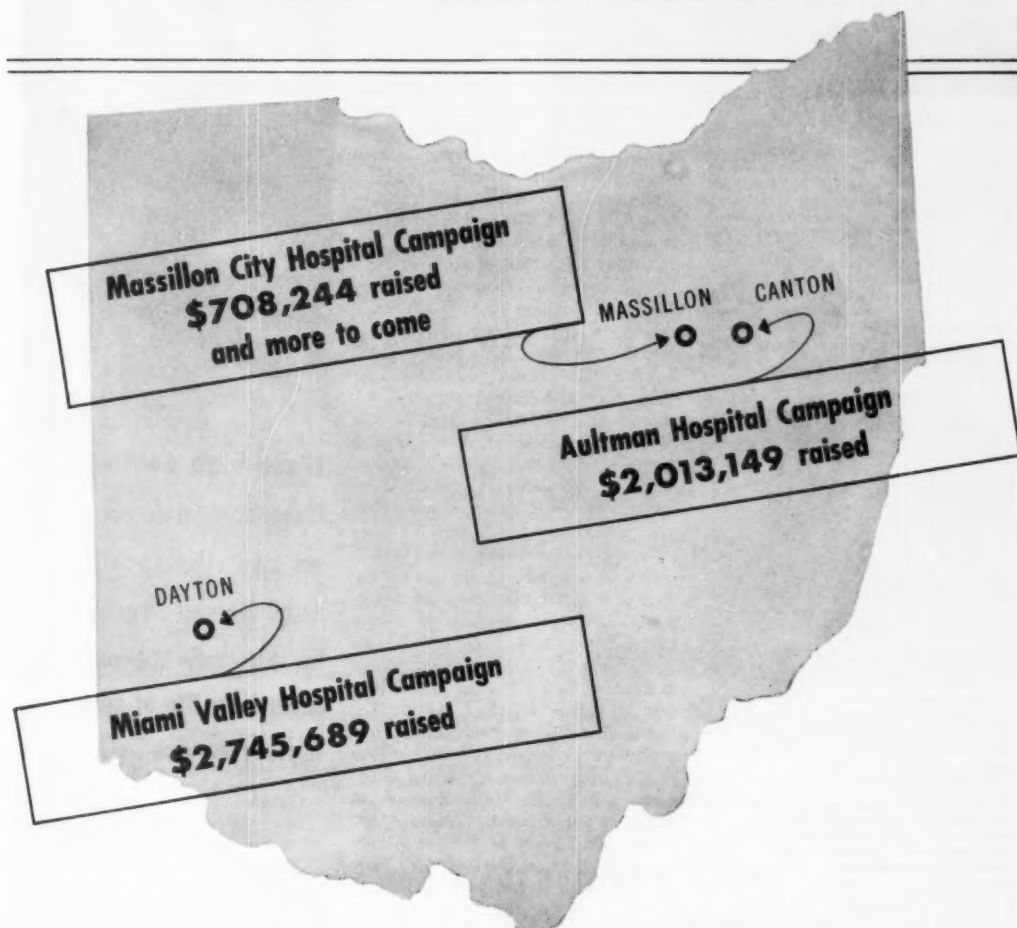 Massillon City Hospital Campaign
$708,244 raised
and more to come
MASSILLON
CANTON
Aultman Hospital Campaign
$2,013,149 raised
DAYTON
Miami Valley Hospital Campaign
$2,745,689 raised